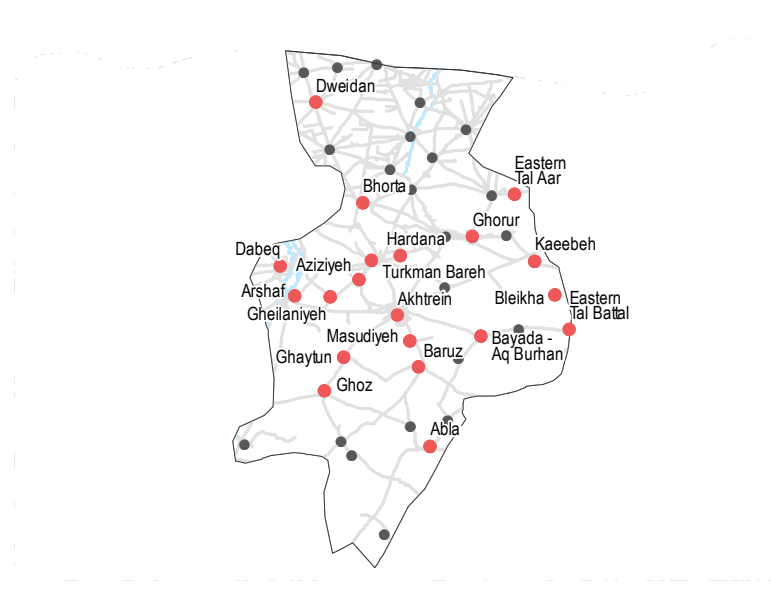 Dweidan
Eastern
Tal Aar
Bhorta
Ghorur
Hardana
Kaeebeh
Dabeq
Aziziyeh
Turkman Bareh
Arshaf
Akhtrein
Bleikha
Eastern
Tal Battal
Gheilaniyeh
Masudiyeh
Bayada -
Aq Burhan
Baruz
Ghaytun
Ghoz
Abla